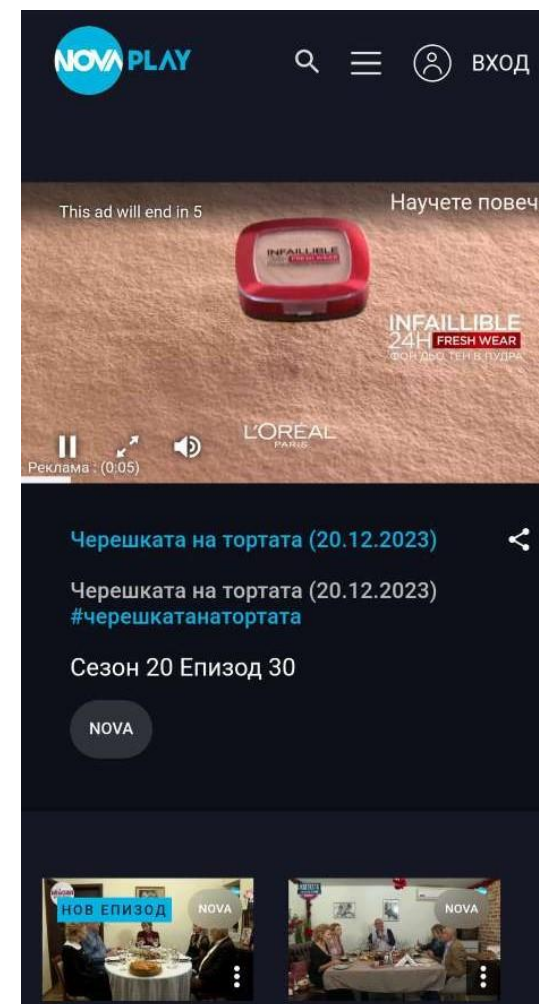 NOVA PLAY
ВХОД
This ad will end in 5
Научете повеч
INFAILLIBLE
FRESH WEAR
INFAILLIBLE
24H FRESH WEAR
ФОН ДЬО ТЕН В ПУДРА
L'ORÉAL
PARIS
Реклама : (0:05)
Черешката на тортата (20.12.2023)
Черешката на тортата (20.12.2023)
#черешкатанатортата
Сезон 20 Епизод 30
NOVA
НОВ ЕПИЗОД
NOVA
NOVA